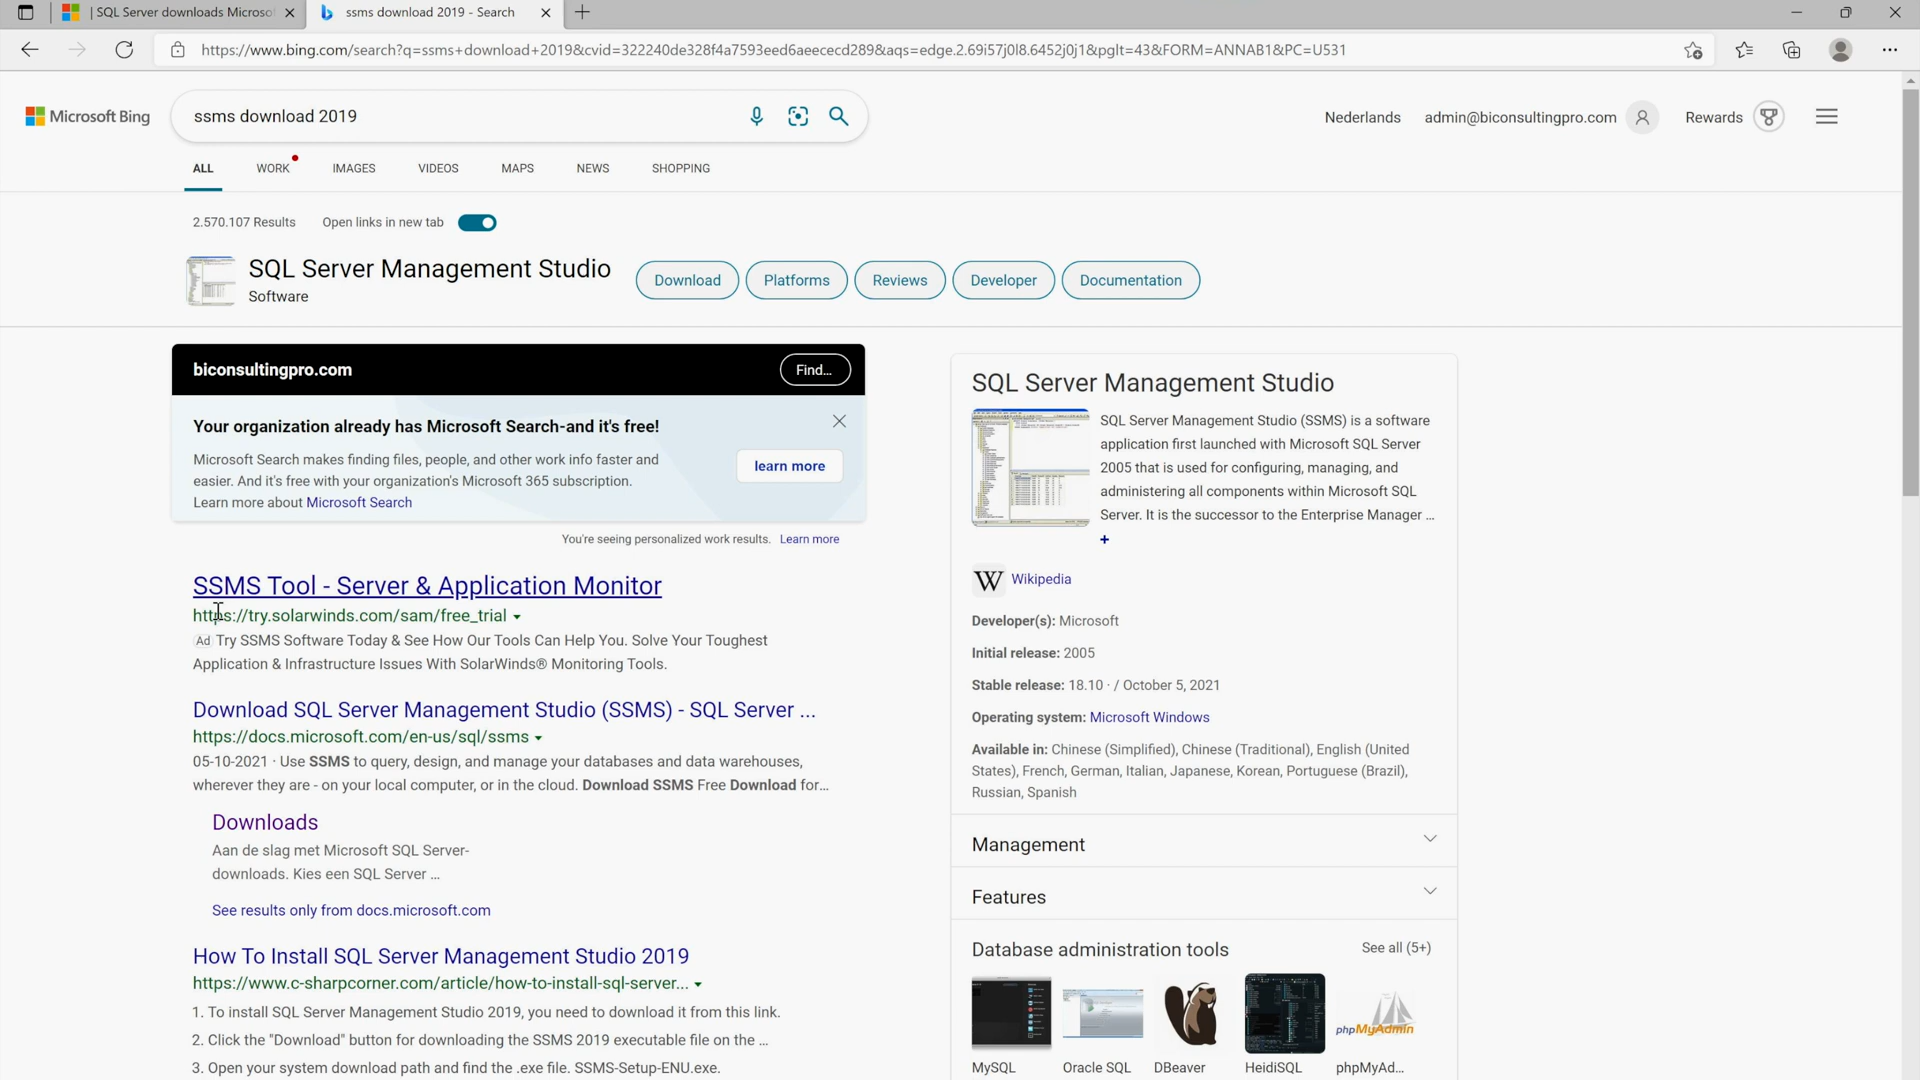 | SQL Server downloads Microso
ssms download 2019 - Search
https://www.bing.com/search?q=ssms+download+2019&cvid=322240de328f4a7593eed6aeececd289&aqs=edge.2.69i57j0l8.6452j0j1&pglt=43&FORM=ANNAB1&PC=U531
Microsoft Bing
ssms download 2019
Nederlands
admin@biconsultingpro.com
Rewards
ALL
WORK
IMAGES
VIDEOS
MAPS
NEWS
SHOPPING
2.570.107 Results
Open links in new tab
SQL Server Management Studio
Software
Download
Platforms
Reviews
Developer
Documentation
biconsultingpro.com
Find...
Your organization already has Microsoft Search-and it's free!
Microsoft Search makes finding files, people, and other work info faster and
easier. And it's free with your organization's Microsoft 365 subscription.
Learn more about Microsoft Search
learn more
You're seeing personalized work results. Learn more
SSMS Tool - Server & Application Monitor
https://try.solarwinds.com/sam/free_trial
Ad Try SSMS Software Today & See How Our Tools Can Help You. Solve Your Toughest
Application & Infrastructure Issues With SolarWinds® Monitoring Tools.
Download SQL Server Management Studio (SSMS) - SQL Server ...
https://docs.microsoft.com/en-us/sql/ssms
05-10-2021 · Use SSMS to query, design, and manage your databases and data warehouses,
wherever they are - on your local computer, or in the cloud. Download SSMS Free Download for...
Downloads
Aan de slag met Microsoft SQL Server-
downloads. Kies een SQL Server ...
See results only from docs.microsoft.com
How To Install SQL Server Management Studio 2019
https://www.c-sharpcorner.com/article/how-to-install-sql-server...
1. To install SQL Server Management Studio 2019, you need to download it from this link.
2. Click the "Download" button for downloading the SSMS 2019 executable file on the ...
3. Open your system download path and find the .exe file. SSMS-Setup-ENU.exe.
SQL Server Management Studio
SQL Server Management Studio (SSMS) is a software
application first launched with Microsoft SQL Server
2005 that is used for configuring, managing, and
administering all components within Microsoft SQL
Server. It is the successor to the Enterprise Manager ...
+
W Wikipedia
Developer(s): Microsoft
Initial release: 2005
Stable release: 18.10 · / October 5, 2021
Operating system: Microsoft Windows
Available in: Chinese (Simplified), Chinese (Traditional), English (United
States), French, German, Italian, Japanese, Korean, Portuguese (Brazil),
Russian, Spanish
Management
Features
Database administration tools
See all (5+)
phpMyAdmin
MySQL
Oracle SQL
DBeaver
HeidiSQL
phpMyAd...